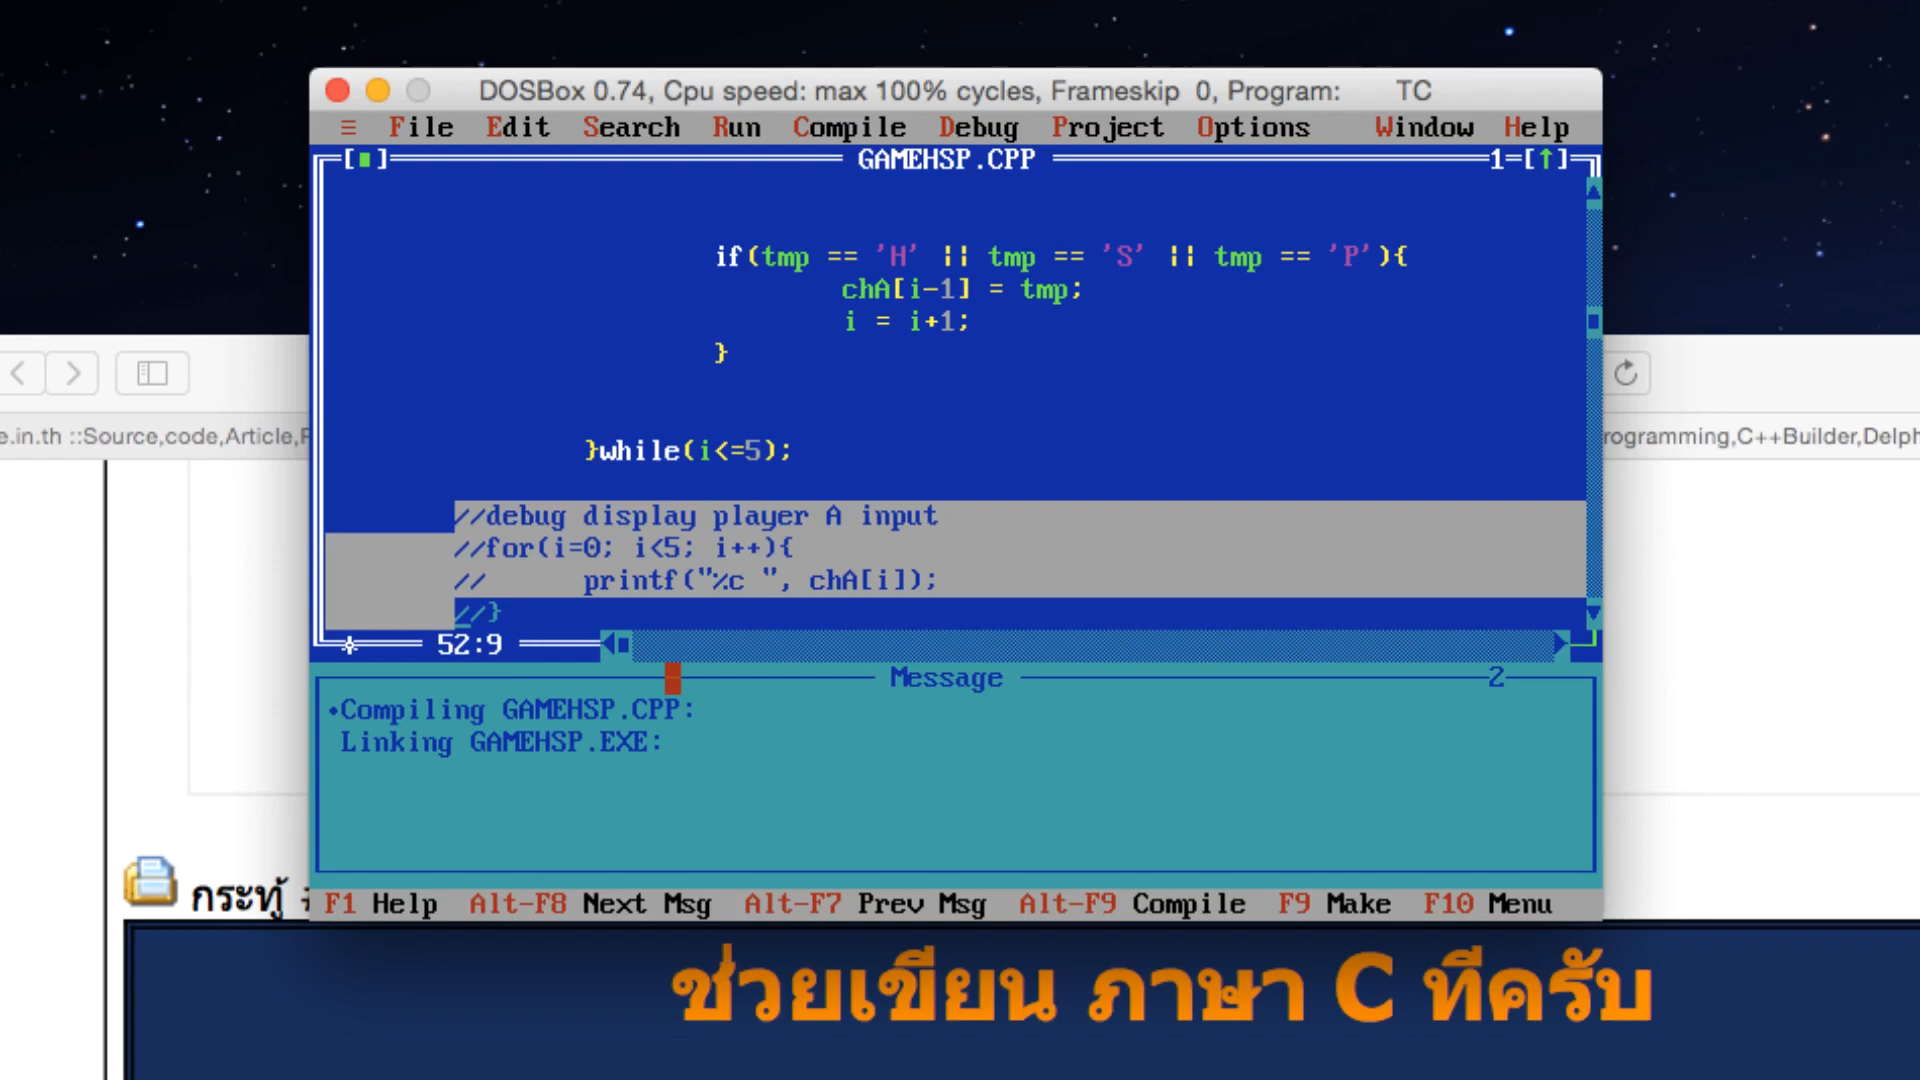 DOSBox 0.74, Cpu speed: max 100% cycles, Frameskip 0, Program: TC
≡ File Edit Search Run Compile Debug Project Options Window Help
[■] GAMEHSP.CPP 1=[↑]
if(tmp == 'H' || tmp == 'S' || tmp == 'P'){
chA[i-1] = tmp;
i = i+1;
}
}while(i<=5);
e.in.th ::Source,code,Article,
rogramming,C++Builder,Delph
//debug display player A input
//for(i=0; i<5; i++){
// printf("%c ", chA[i]);
//}
52:9
Message 2
•Compiling GAMEHSP.CPP:
Linking GAMEHSP.EXE:
F1 Help Alt-F8 Next Msg Alt-F7 Prev Msg Alt-F9 Compile F9 Make F10 Menu
กระทู้
ช่วยเขียน ภาษา C ทีครับ